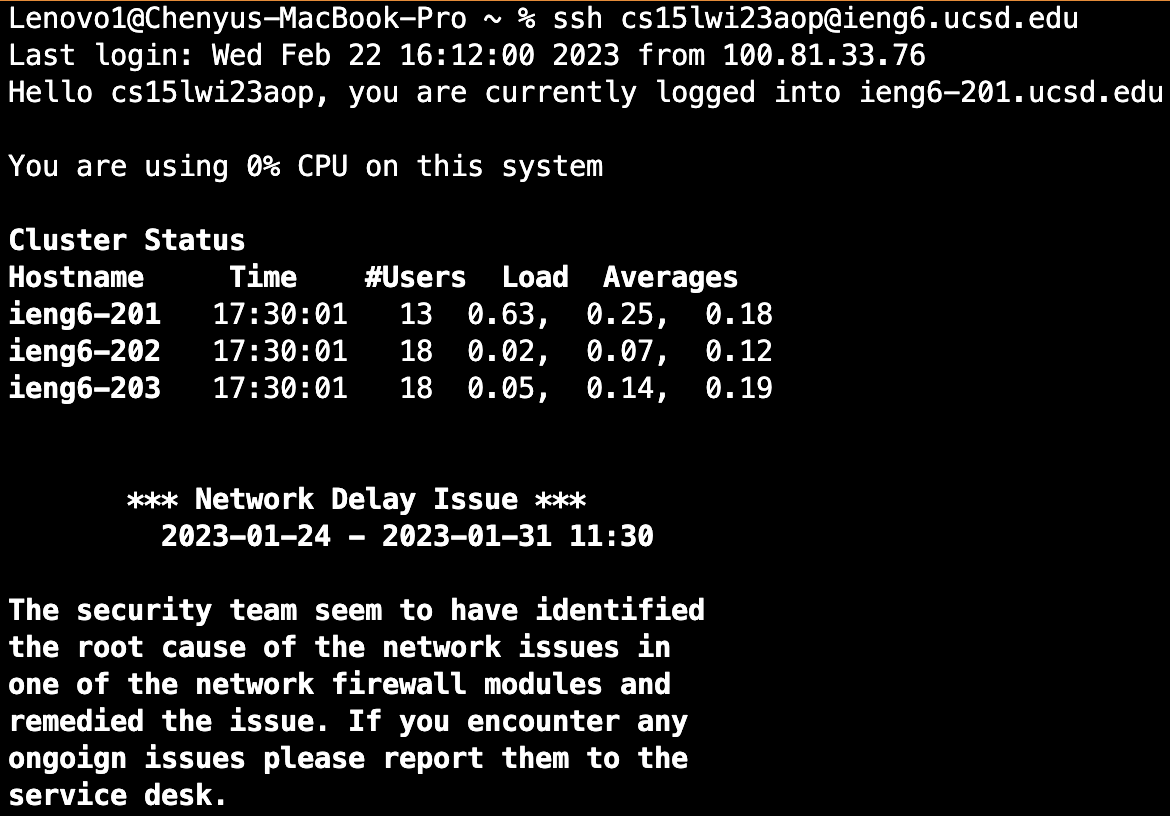 Lenovo1@Chenyus-MacBook-Pro ~ % ssh cs15lwi23aop@ieng6.ucsd.edu
Last login: Wed Feb 22 16:12:00 2023 from 100.81.33.76
Hello cs15lwi23aop, you are currently logged into ieng6-201.ucsd.edu
You are using 0% CPU on this system
Cluster Status
Hostname     Time    #Users  Load  Averages
ieng6-201   17:30:01   13  0.63,  0.25,  0.18
ieng6-202   17:30:01   18  0.02,  0.07,  0.12
ieng6-203   17:30:01   18  0.05,  0.14,  0.19
*** Network Delay Issue ***
2023-01-24 - 2023-01-31 11:30
The security team seem to have identified
the root cause of the network issues in
one of the network firewall modules and
remedied the issue. If you encounter any
ongoign issues please report them to the
service desk.